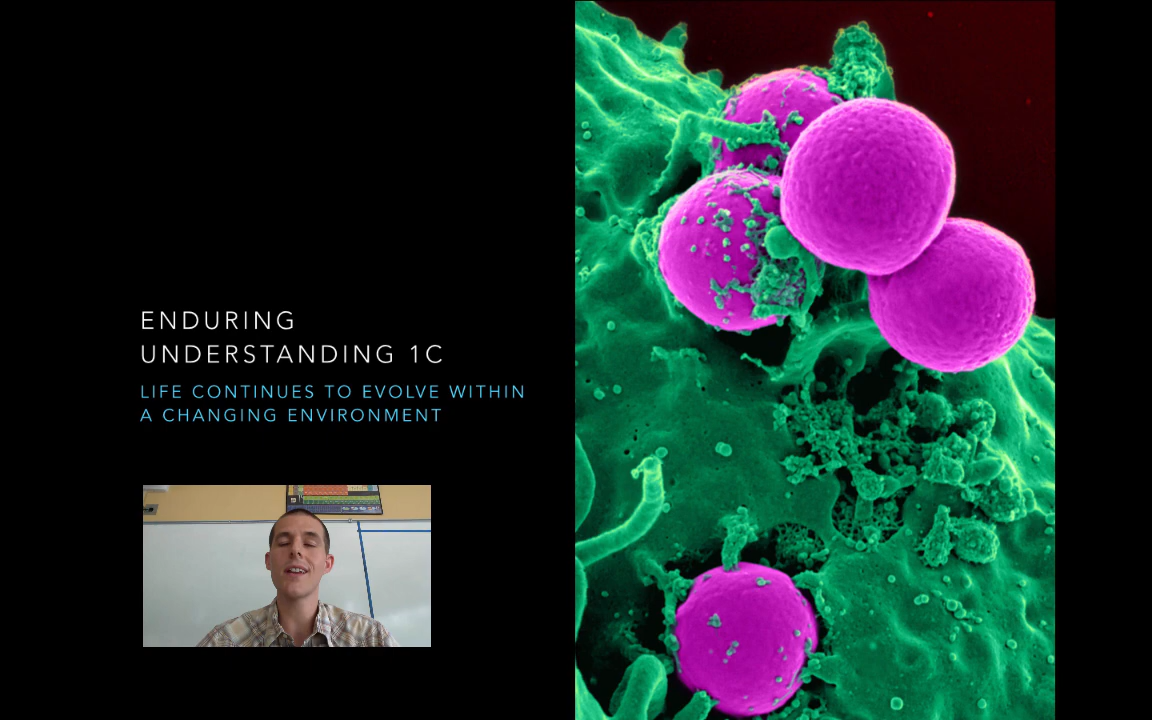 ENDURING
UNDERSTANDING 1C
LIFE CONTINUES TO EVOLVE WITHIN
A CHANGING ENVIRONMENT